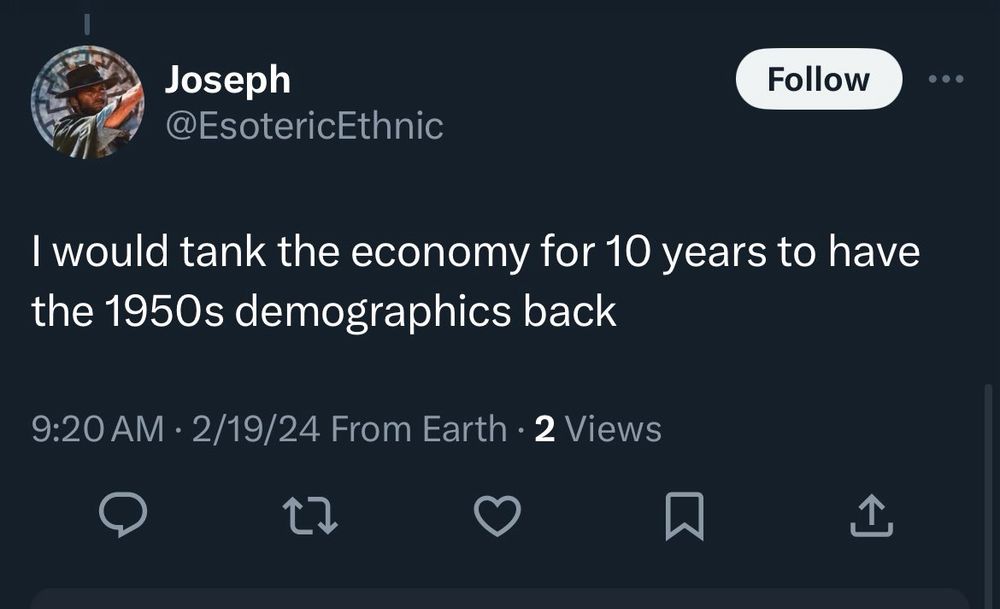 Joseph
@EsotericEthnic
Follow
I would tank the economy for 10 years to have
the 1950s demographics back
9:20 AM · 2/19/24 From Earth · 2 Views